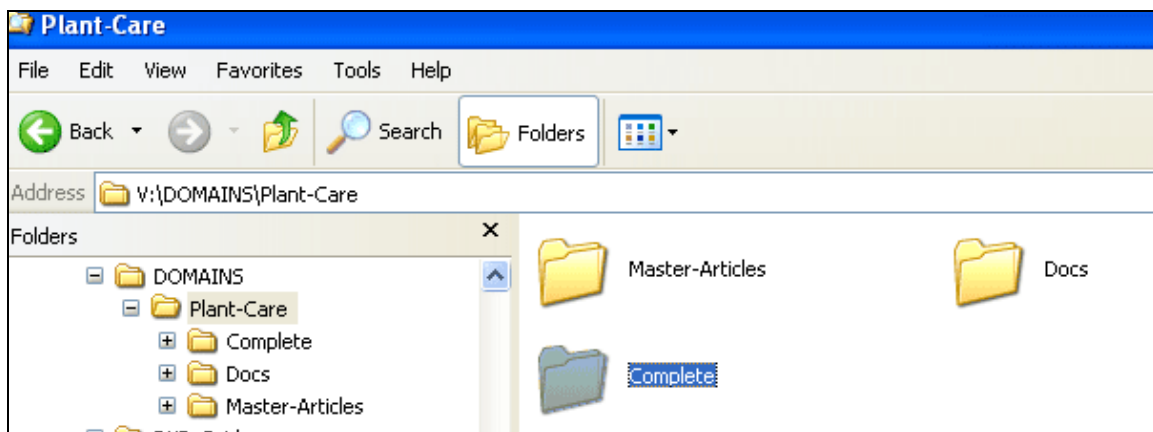 Plant-Care
File Edit View Favorites Tools Help
Back Search Folders
Address V:\DOMAINS\Plant-Care
Folders
DOMAINS
Plant-Care
Complete
Docs
Master-Articles
Master-Articles Docs
Complete